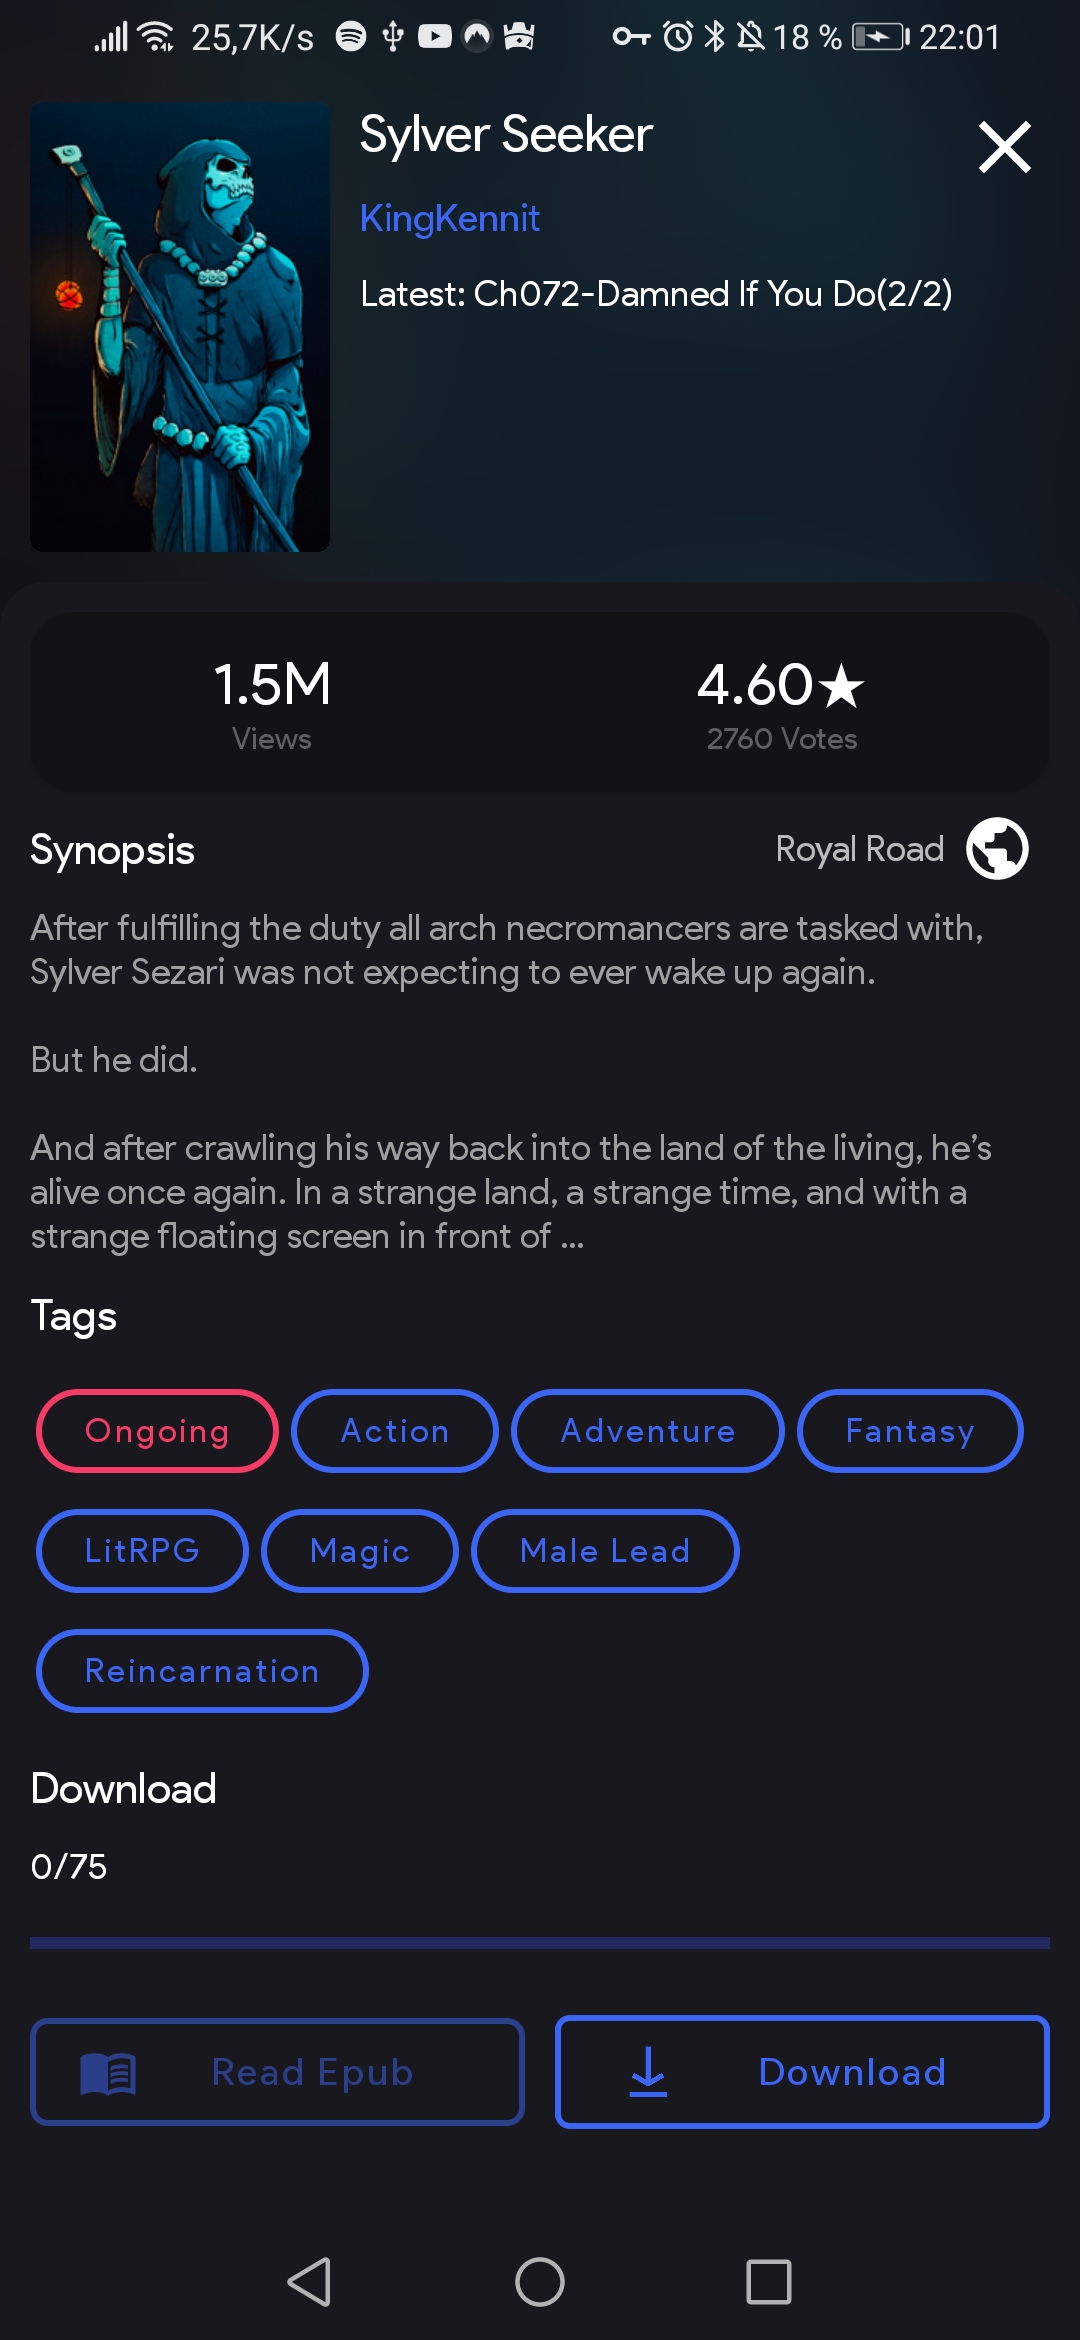 25,7K/s 18 % 22:01
Sylver Seeker
KingKennit
Latest: Ch072-Damned If You Do(2/2)
1.5M 4.60★
Views 2760 Votes
Synopsis Royal Road
After fulfilling the duty all arch necromancers are tasked with,
Sylver Sezari was not expecting to ever wake up again.
But he did.
And after crawling his way back into the land of the living, he’s
alive once again. In a strange land, a strange time, and with a
strange floating screen in front of ...
Tags
Ongoing Action Adventure Fantasy
LitRPG Magic Male Lead
Reincarnation
Download
0/75
Read Epub Download